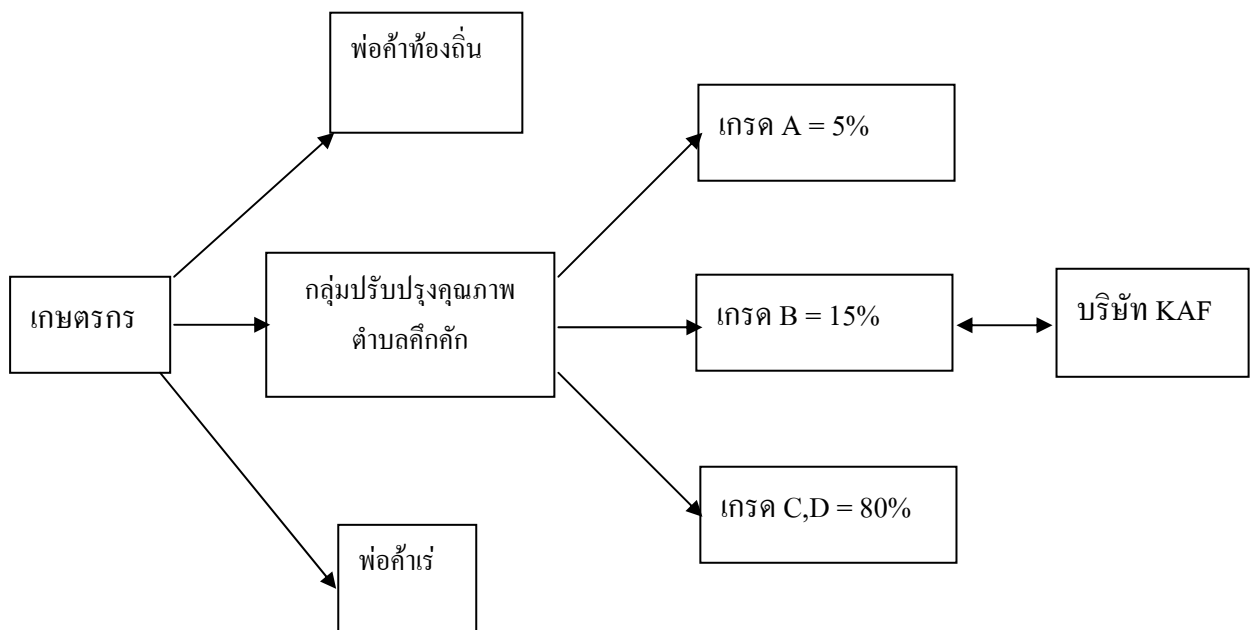 พ่อค้าท้องถิ่น
เกรด A = 5%
เกษตรกร
กลุ่มปรับปรุงคุณภาพ
ตำบลคึกคัก
เกรด B = 15%
บริษัท KAF
เกรด C,D = 80%
พ่อค้าเร่